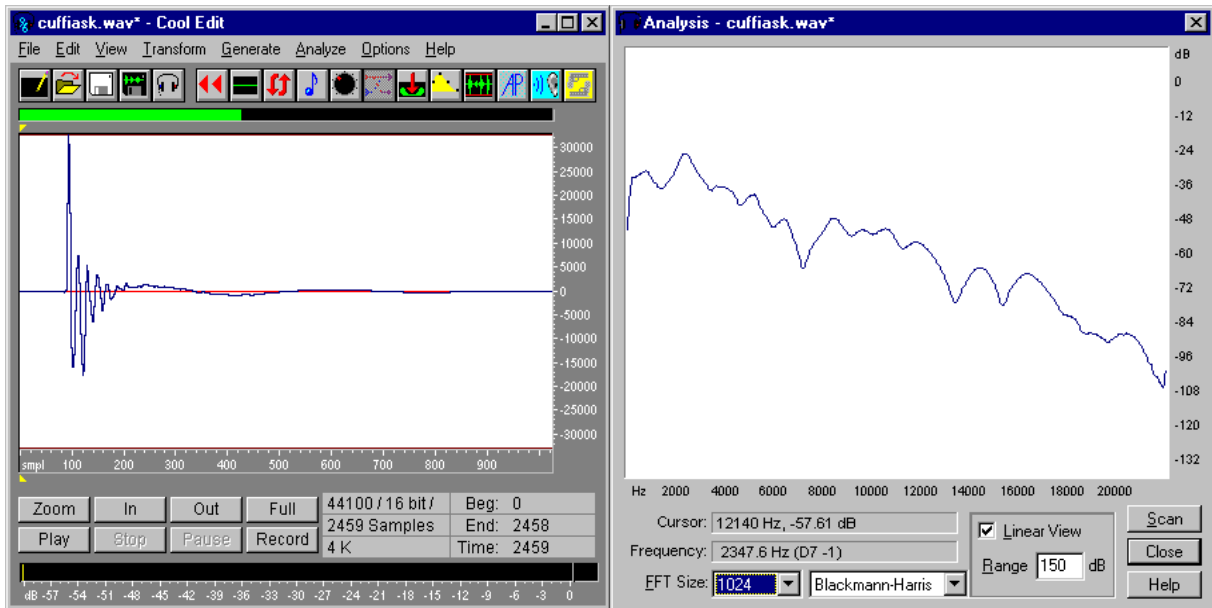 cuffiask.wav* - Cool Edit
File Edit View Transform Generate Analyze Options Help
AP
30000
25000
20000
15000
10000
5000
0
-5000
-10000
-15000
-20000
-25000
-30000
smpl 100 200 300 400 500 600 700 800 900
Zoom In Out Full
Play Stop Pause Record
44100 / 16 bit /
2459 Samples
4 K
Beg: 0
End: 2458
Time: 2459
dB -57 -54 -51 -48 -45 -42 -39 -36 -33 -30 -27 -24 -21 -18 -15 -12 -9 -6 -3 0
Analysis - cuffiask.wav*
dB
0
-12
-24
-36
-48
-60
-72
-84
-96
-108
-120
-132
Hz 2000 4000 6000 8000 10000 12000 14000 16000 18000 20000
Cursor: 12140 Hz, -57.61 dB
Frequency: 2347.6 Hz (D7 -1)
FFT Size: 1024 Blackmann-Harris
Linear View
Range 150 dB
Scan
Close
Help